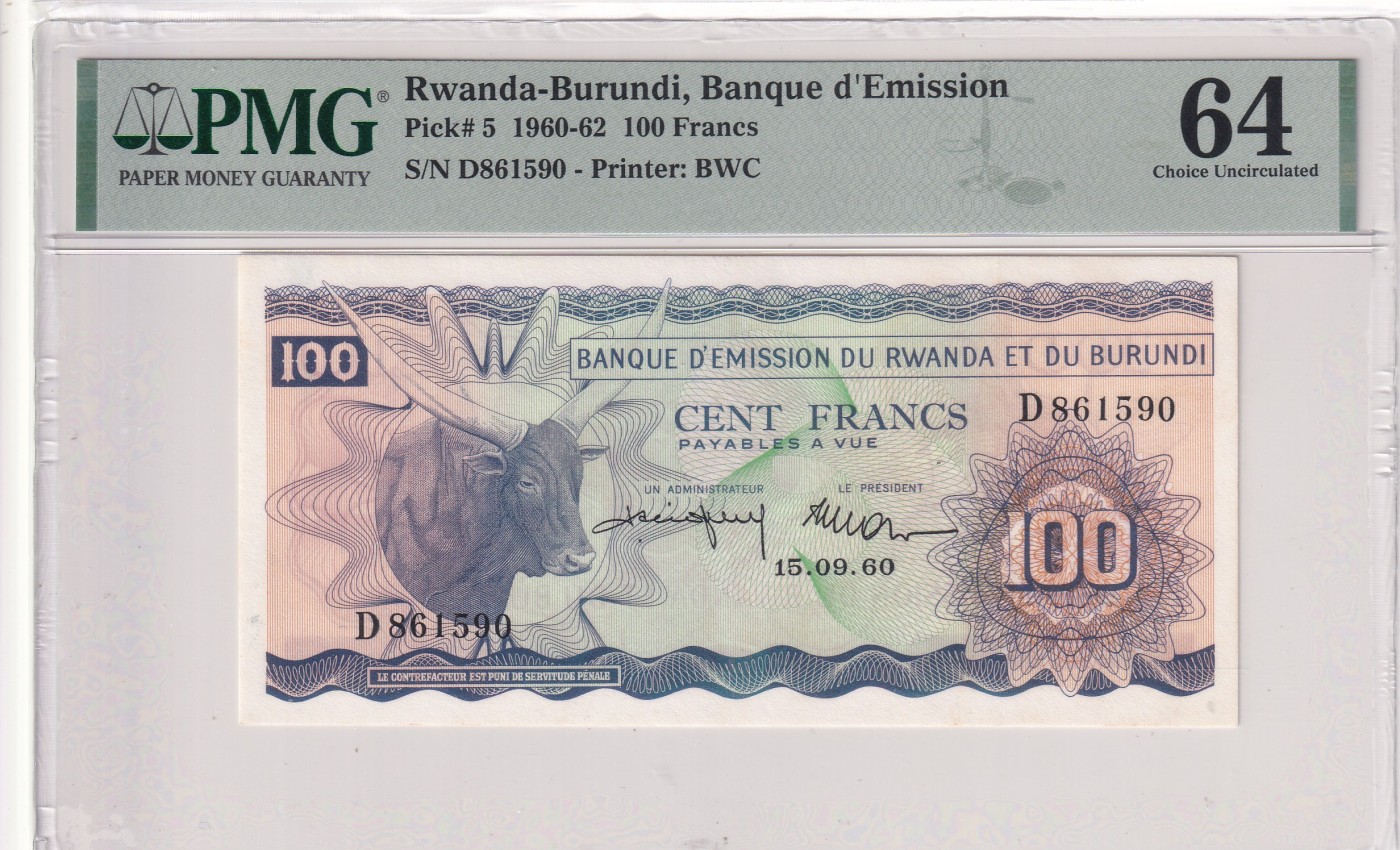 PMG®
PAPER MONEY GUARANTY
Rwanda-Burundi, Banque d'Emission
Pick# 5 1960-62 100 Francs
S/N D861590 - Printer: BWC
64
Choice Uncirculated
100
BANQUE D'EMISSION DU RWANDA ET DU BURUNDI
CENT FRANCS
PAYABLES A VUE
D861590
UN ADMINISTRATEUR
LE PRÉSIDENT
15.09.60
100
D861590
LE CONTREFACTEUR EST PUNI DE SERVITUDE PÉNALE